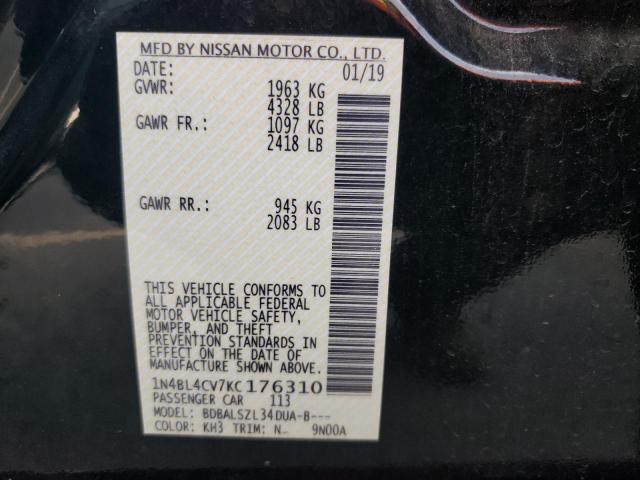 MFD BY NISSAN MOTOR CO., LTD.
DATE: 01/19
GVWR: 1963 KG
4328 LB
GAWR FR.: 1097 KG
2418 LB
GAWR RR.: 945 KG
2083 LB
THIS VEHICLE CONFORMS TO
ALL APPLICABLE FEDERAL
MOTOR VEHICLE SAFETY,
BUMPER, AND THEFT
PREVENTION STANDARDS IN
EFFECT ON THE DATE OF
MANUFACTURE SHOWN ABOVE.
1N4BL4CV7KC176310
PASSENGER CAR 113
MODEL: BDBALSZL34DUA-B---
COLOR: KH3 TRIM: N- 9N00A